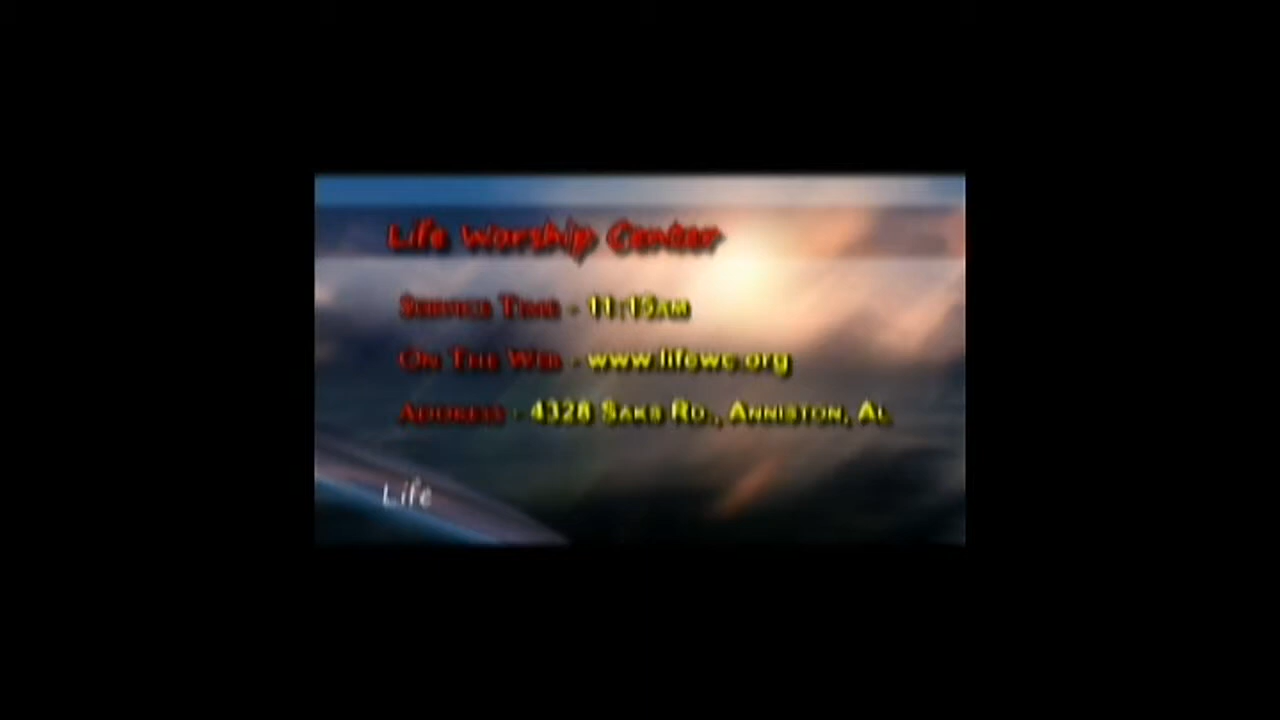 Life Worship Center
Service Time - 11:15am
On The Web - www.lifewc.org
Address - 4328 Saks Rd., Anniston, Al
Life